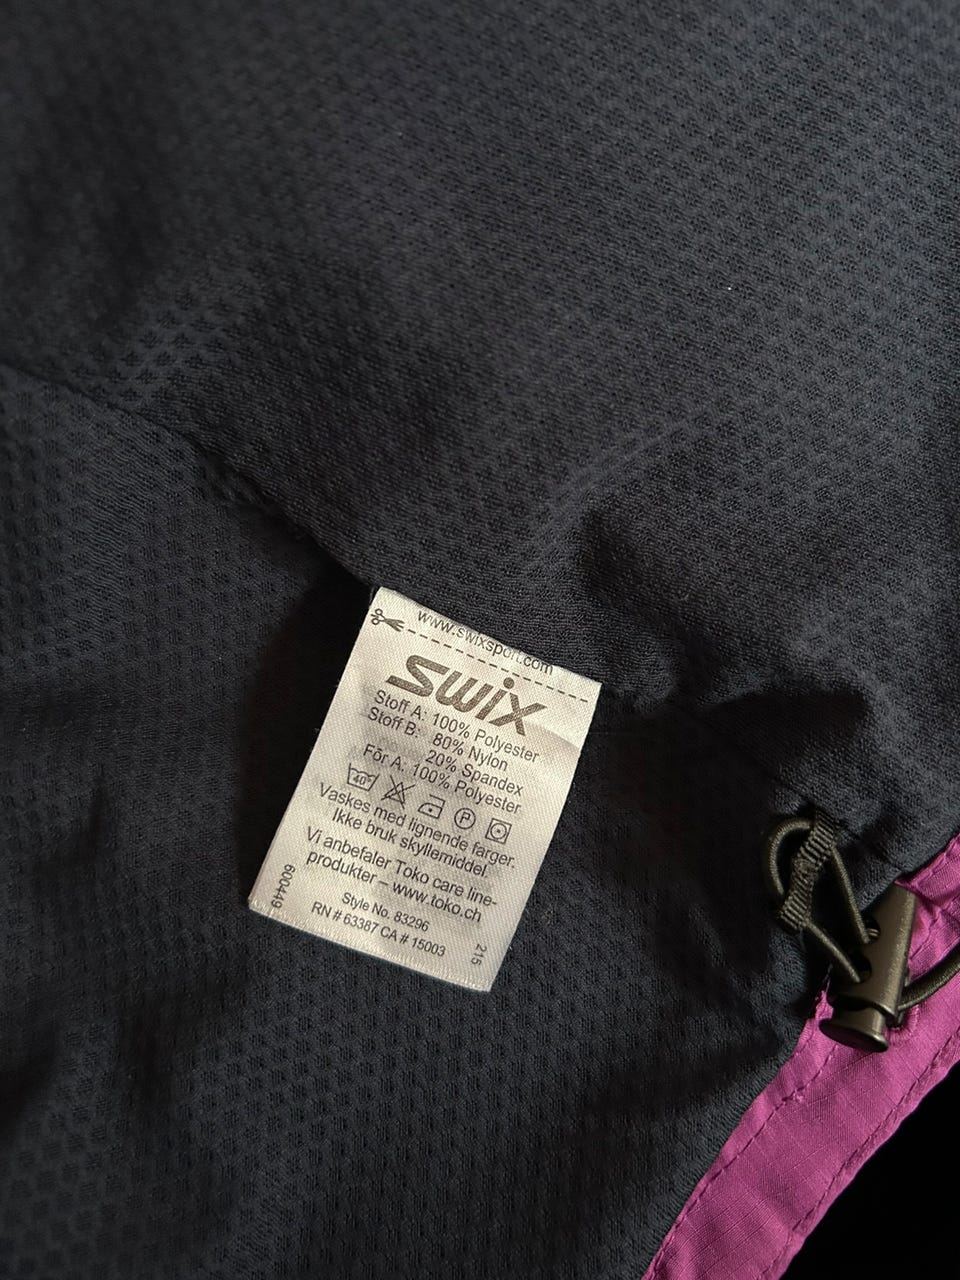 www.swixsport.com
Swix
Stoff A: 100% Polyester
Stoff B: 80% Nylon
20% Spandex
Fôr A: 100% Polyester
40° P
Vaskes med lignende farger.
Ikke bruk skyllemiddel.
Vi anbefaler Toko care line-
produkter – www.toko.ch
Style No. 83296
RN # 63387 CA # 15003
600449
215